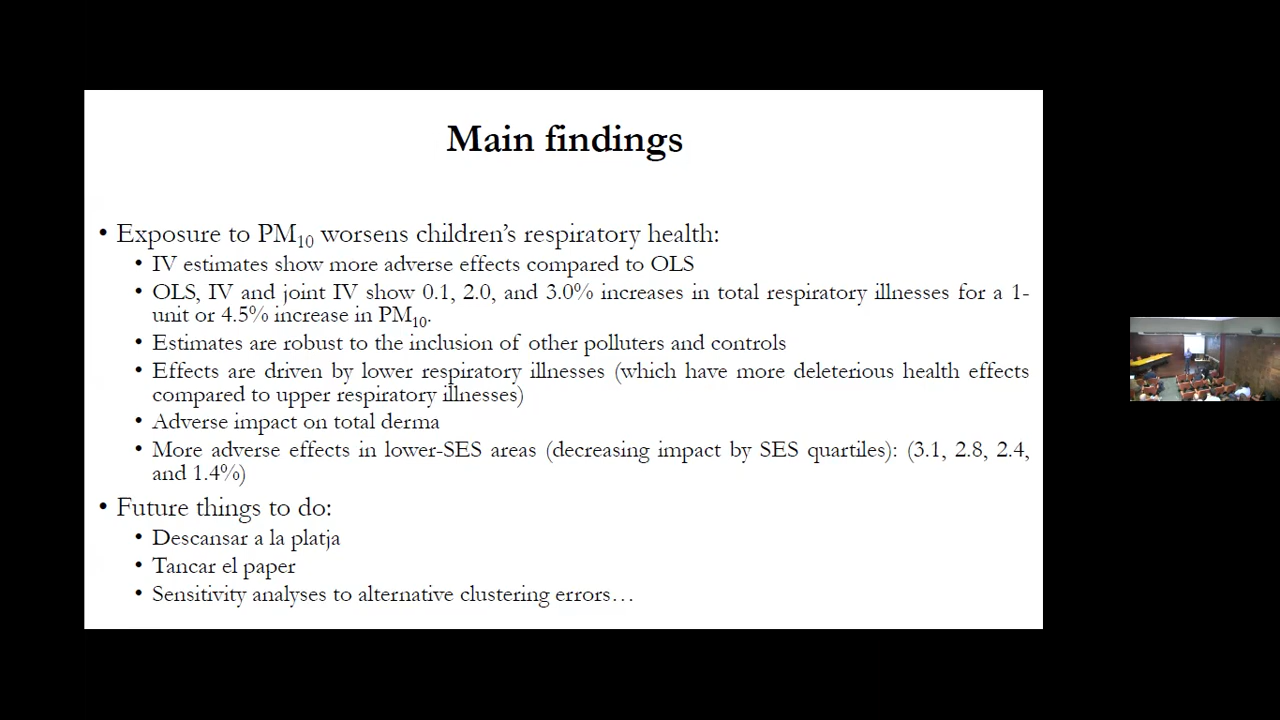 Main findings
• Exposure to PM10 worsens children's respiratory health:
• IV estimates show more adverse effects compared to OLS
• OLS, IV and joint IV show 0.1, 2.0, and 3.0% increases in total respiratory illnesses for a 1-
unit or 4.5% increase in PM10.
• Estimates are robust to the inclusion of other polluters and controls
• Effects are driven by lower respiratory illnesses (which have more deleterious health effects
compared to upper respiratory illnesses)
• Adverse impact on total derma
• More adverse effects in lower-SES areas (decreasing impact by SES quartiles): (3.1, 2.8, 2.4,
and 1.4%)
• Future things to do:
• Descansar a la platja
• Tancar el paper
• Sensitivity analyses to alternative clustering errors…